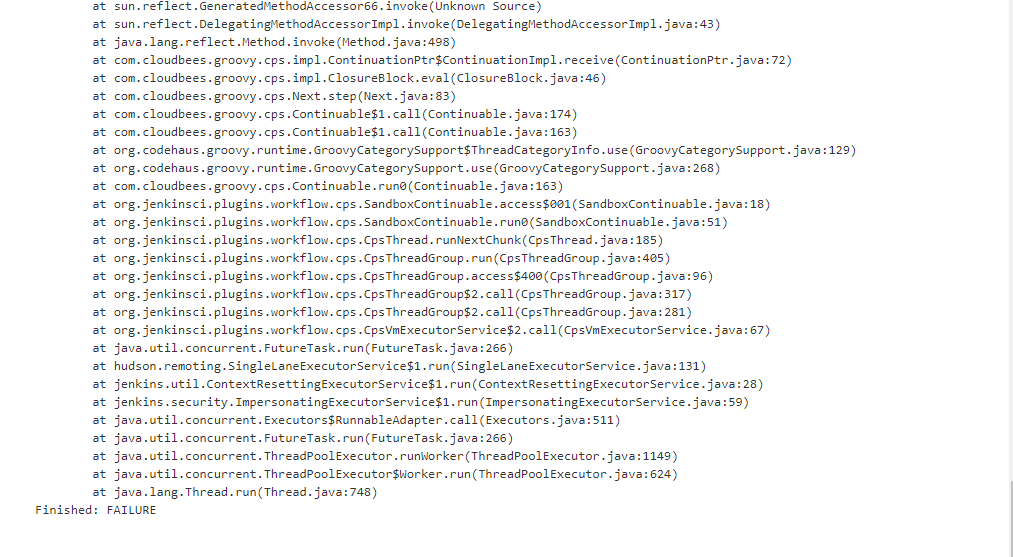 at sun.reflect.GeneratedMethodAccessor66.invoke(Unknown Source)
at sun.reflect.DelegatingMethodAccessorImpl.invoke(DelegatingMethodAccessorImpl.java:43)
at java.lang.reflect.Method.invoke(Method.java:498)
at com.cloudbees.groovy.cps.impl.ContinuationPtr$ContinuationImpl.receive(ContinuationPtr.java:72)
at com.cloudbees.groovy.cps.impl.ClosureBlock.eval(ClosureBlock.java:46)
at com.cloudbees.groovy.cps.Next.step(Next.java:83)
at com.cloudbees.groovy.cps.Continuable$1.call(Continuable.java:174)
at com.cloudbees.groovy.cps.Continuable$1.call(Continuable.java:163)
at org.codehaus.groovy.runtime.GroovyCategorySupport$ThreadCategoryInfo.use(GroovyCategorySupport.java:129)
at org.codehaus.groovy.runtime.GroovyCategorySupport.use(GroovyCategorySupport.java:268)
at com.cloudbees.groovy.cps.Continuable.run0(Continuable.java:163)
at org.jenkinsci.plugins.workflow.cps.SandboxContinuable.access$001(SandboxContinuable.java:18)
at org.jenkinsci.plugins.workflow.cps.SandboxContinuable.run0(SandboxContinuable.java:51)
at org.jenkinsci.plugins.workflow.cps.CpsThread.runNextChunk(CpsThread.java:185)
at org.jenkinsci.plugins.workflow.cps.CpsThreadGroup.run(CpsThreadGroup.java:405)
at org.jenkinsci.plugins.workflow.cps.CpsThreadGroup.access$400(CpsThreadGroup.java:96)
at org.jenkinsci.plugins.workflow.cps.CpsThreadGroup$2.call(CpsThreadGroup.java:317)
at org.jenkinsci.plugins.workflow.cps.CpsThreadGroup$2.call(CpsThreadGroup.java:281)
at org.jenkinsci.plugins.workflow.cps.CpsVmExecutorService$2.call(CpsVmExecutorService.java:67)
at java.util.concurrent.FutureTask.run(FutureTask.java:266)
at hudson.remoting.SingleLaneExecutorService$1.run(SingleLaneExecutorService.java:131)
at jenkins.util.ContextResettingExecutorService$1.run(ContextResettingExecutorService.java:28)
at jenkins.security.ImpersonatingExecutorService$1.run(ImpersonatingExecutorService.java:59)
at java.util.concurrent.Executors$RunnableAdapter.call(Executors.java:511)
at java.util.concurrent.FutureTask.run(FutureTask.java:266)
at java.util.concurrent.ThreadPoolExecutor.runWorker(ThreadPoolExecutor.java:1149)
at java.util.concurrent.ThreadPoolExecutor$Worker.run(ThreadPoolExecutor.java:624)
at java.lang.Thread.run(Thread.java:748)
Finished: FAILURE